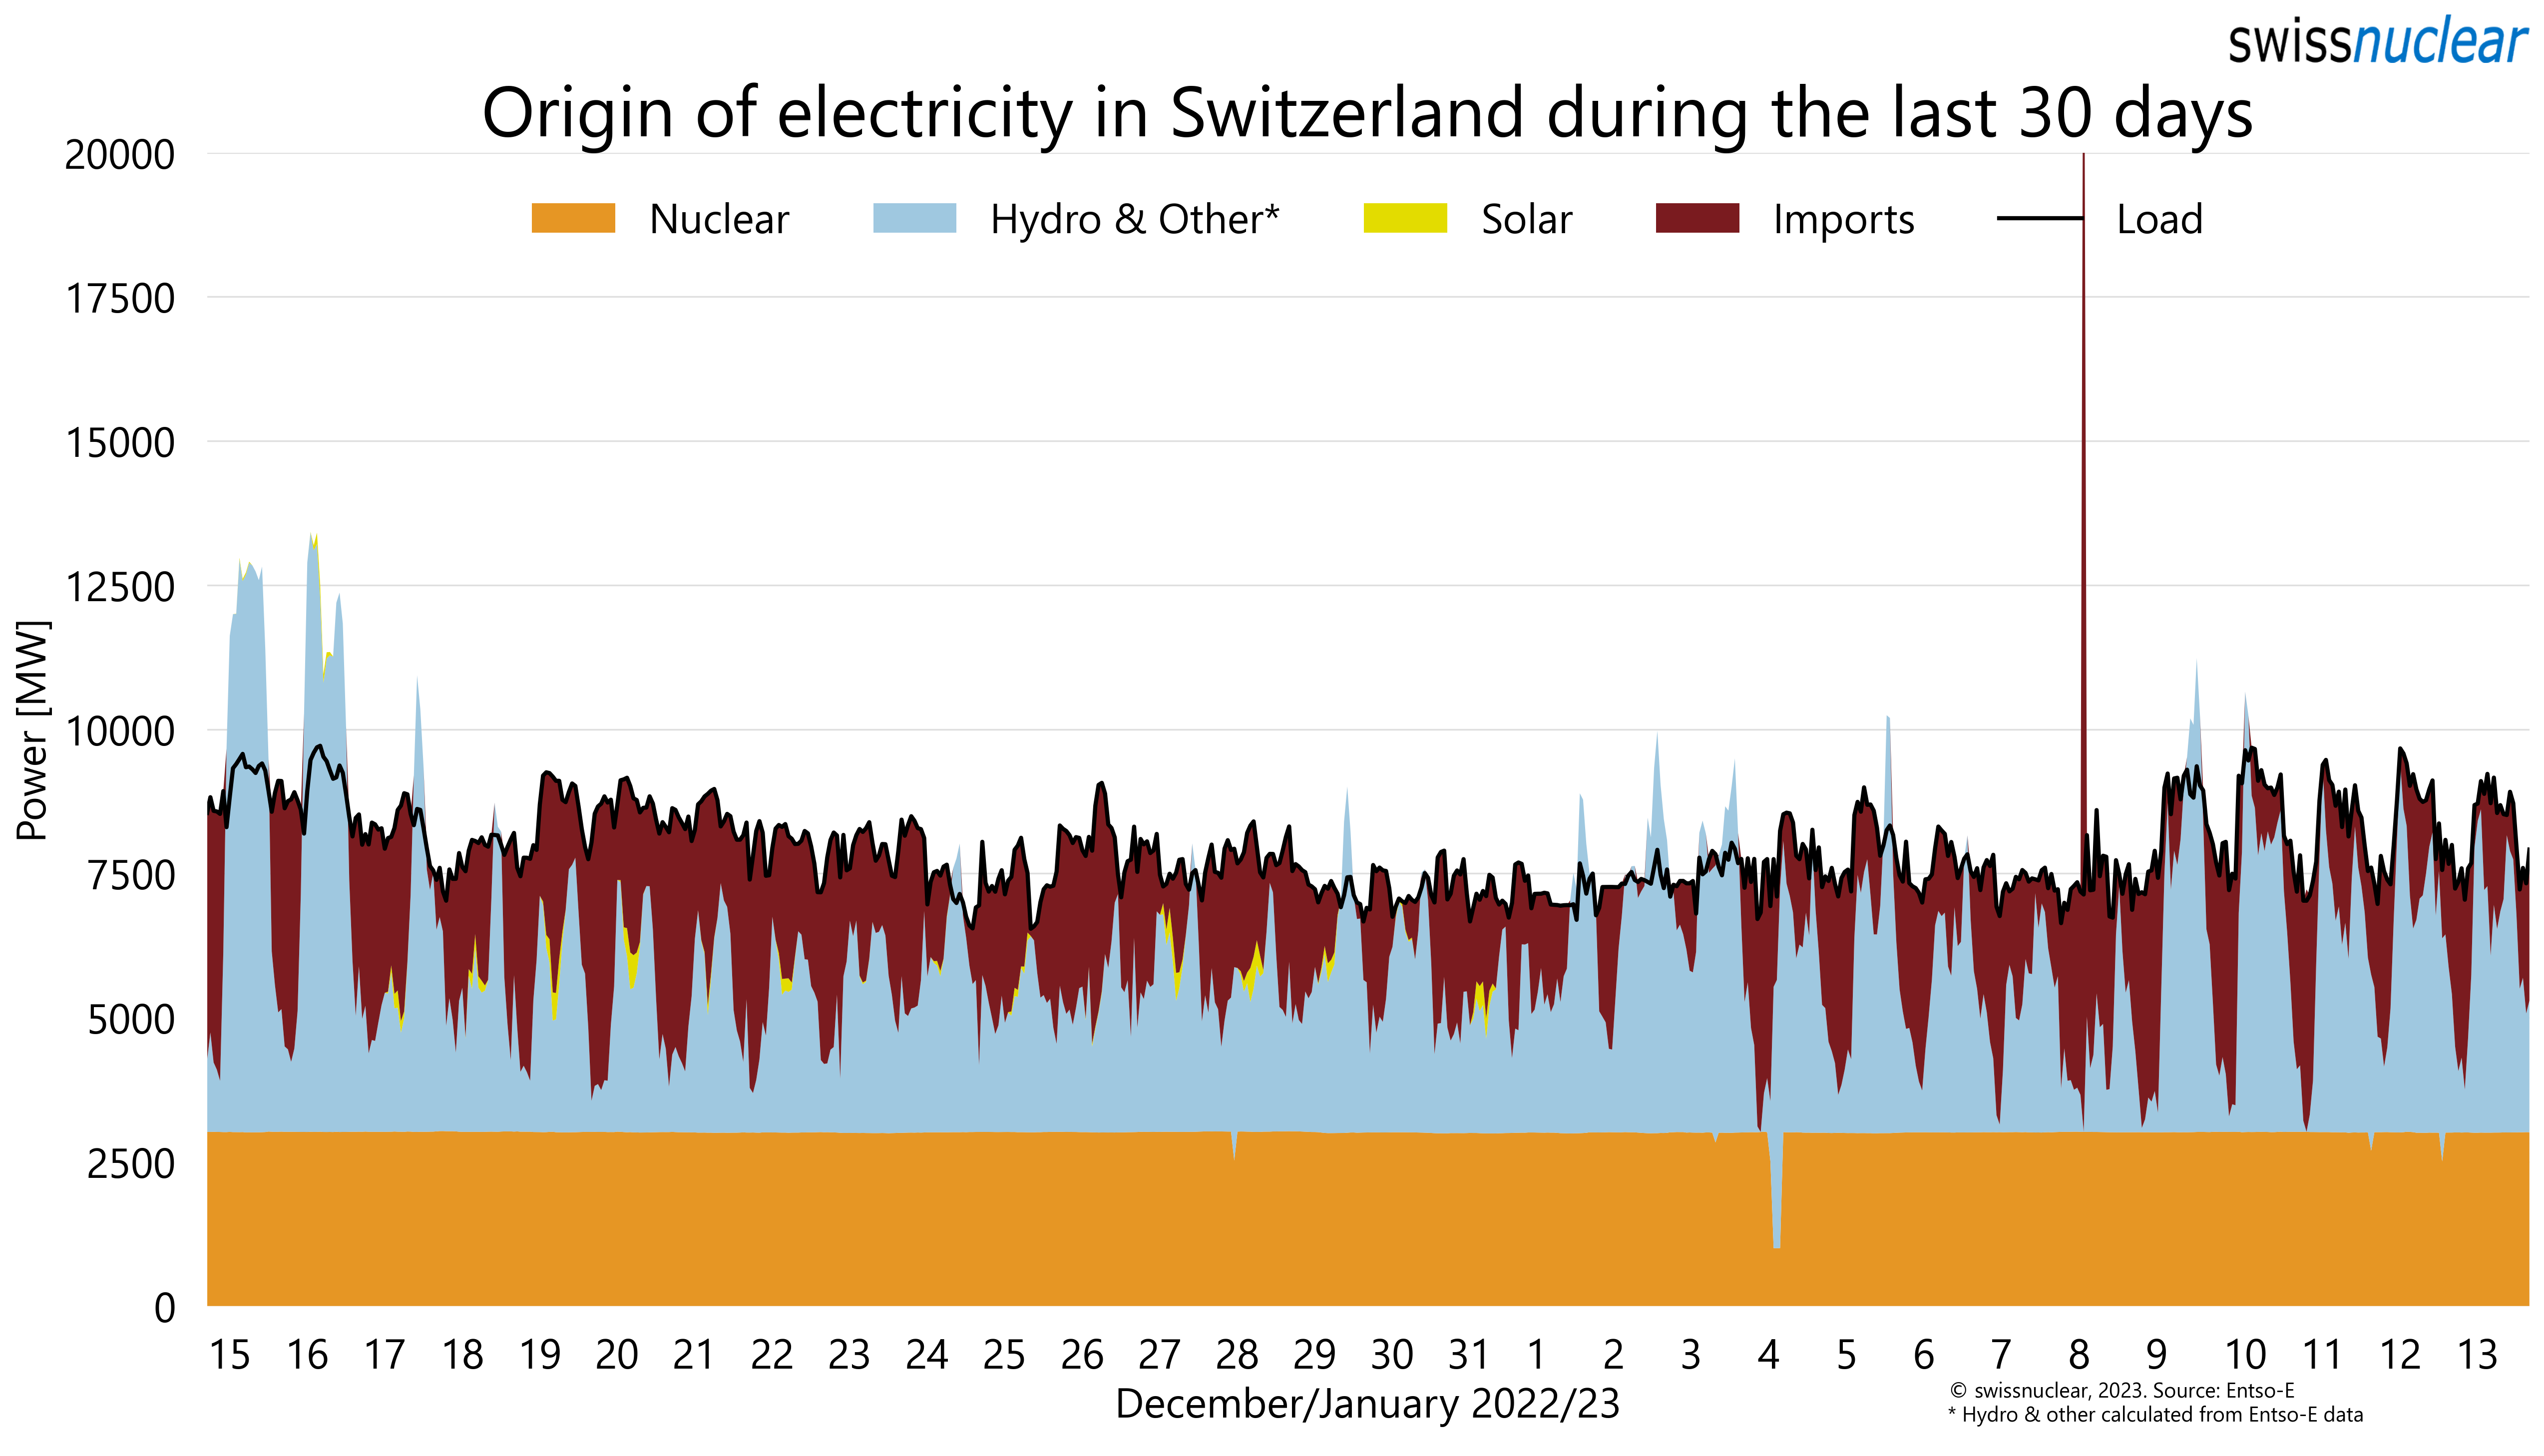 swissnuclear
Origin of electricity in Switzerland during the last 30 days
20000
Nuclear Hydro & Other* Solar Imports Load
17500
15000
12500
10000
7500
5000
2500
0
Power [MW]
15 16 17 18 19 20 21 22 23 24 25 26 27 28 29 30 31 1 2 3 4 5 6 7 8 9 10 11 12 13
December/January 2022/23
© swissnuclear, 2023. Source: Entso-E
* Hydro & other calculated from Entso-E data